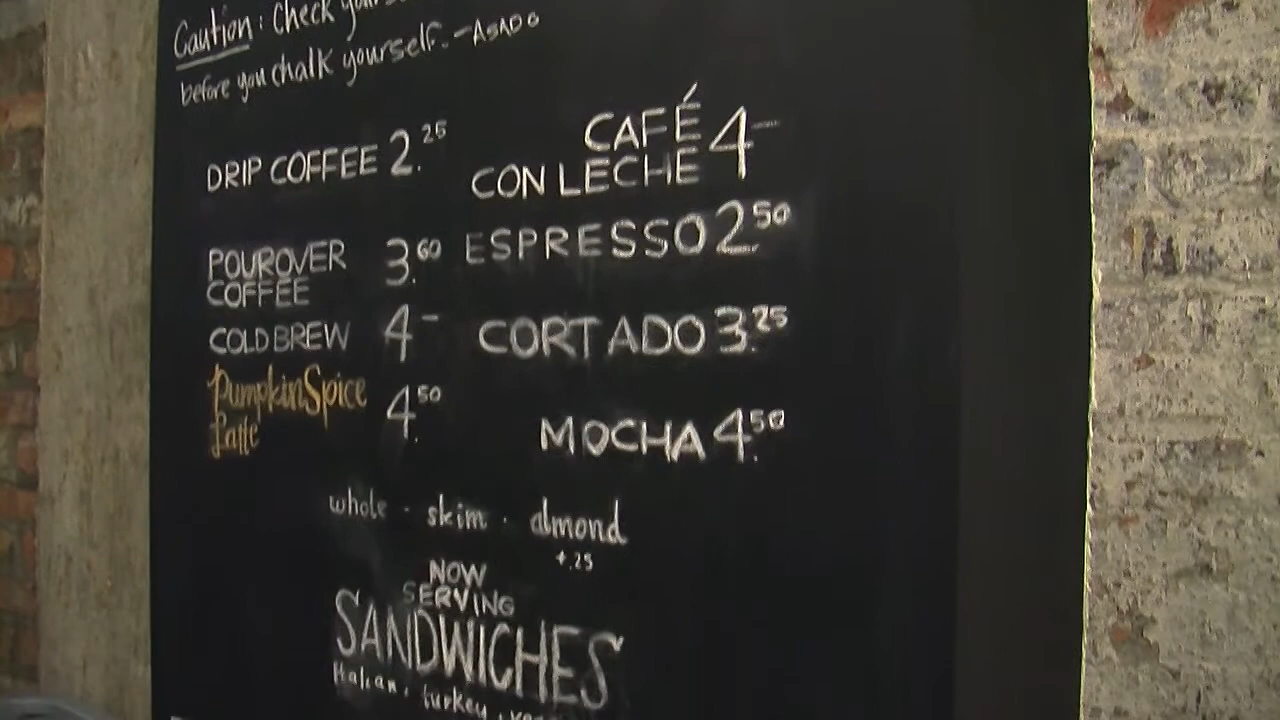 Caution: Check
before you chalk yourself. -ASADO
DRIP COFFEE 2.25
POUROVER
COFFEE 3.60
COLD BREW 4-
Pumpkin Spice
Latte 4.50
CAFÉ
CON LECHE 4-
ESPRESSO 2.50
CORTADO 3.25
MOCHA 4.50
whole · skim · almond
+.25
NOW
SERVING
SANDWICHES
Italian, turkey,